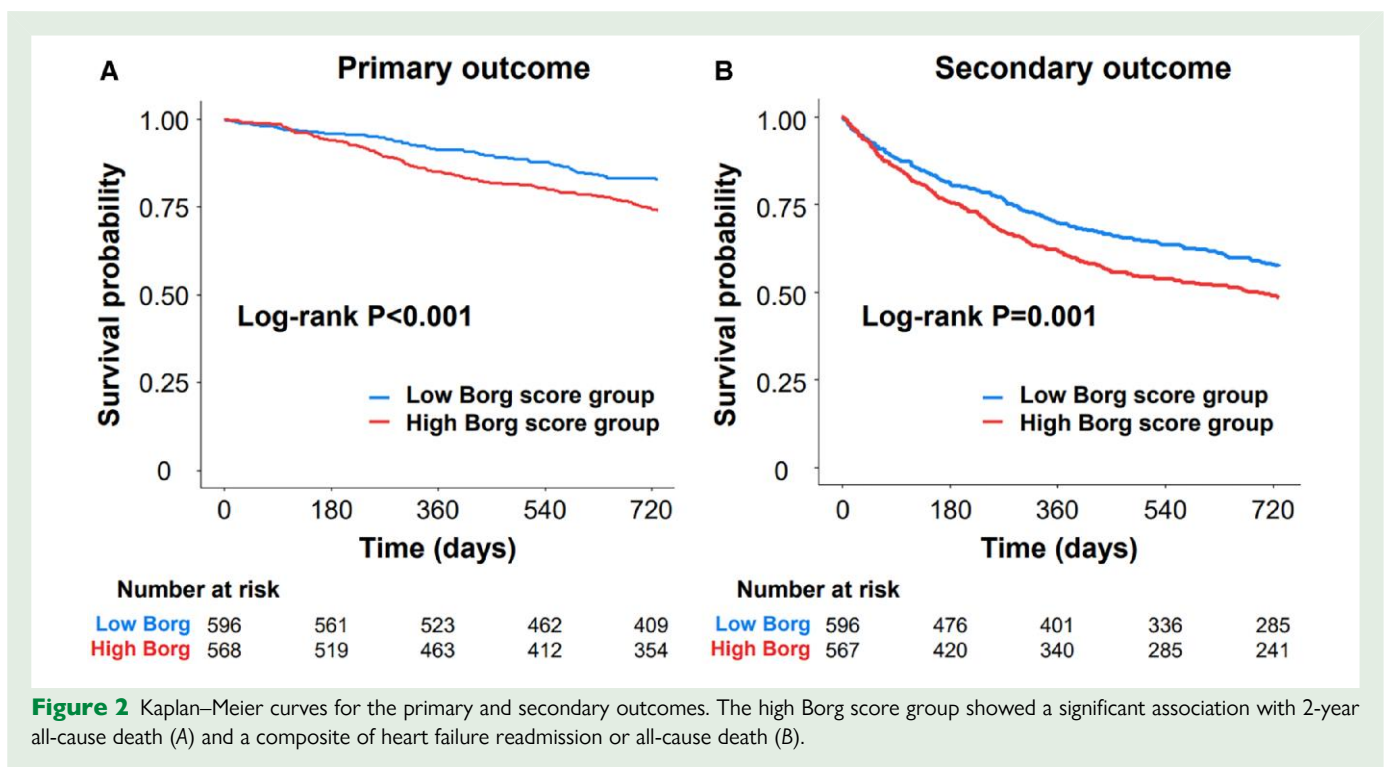 A
Primary outcome
Survival probability
1.00
0.75
0.50
0.25
0
Log-rank P<0.001
Low Borg score group
High Borg score group
0 180 360 540 720
Time (days)
Number at risk
Low Borg 596 561 523 462 409
High Borg 568 519 463 412 354
B
Secondary outcome
Survival probability
1.00
0.75
0.50
0.25
0
Log-rank P=0.001
Low Borg score group
High Borg score group
0 180 360 540 720
Time (days)
Number at risk
Low Borg 596 476 401 336 285
High Borg 567 420 340 285 241
Figure 2 Kaplan–Meier curves for the primary and secondary outcomes. The high Borg score group showed a significant association with 2-year
all-cause death (A) and a composite of heart failure readmission or all-cause death (B).